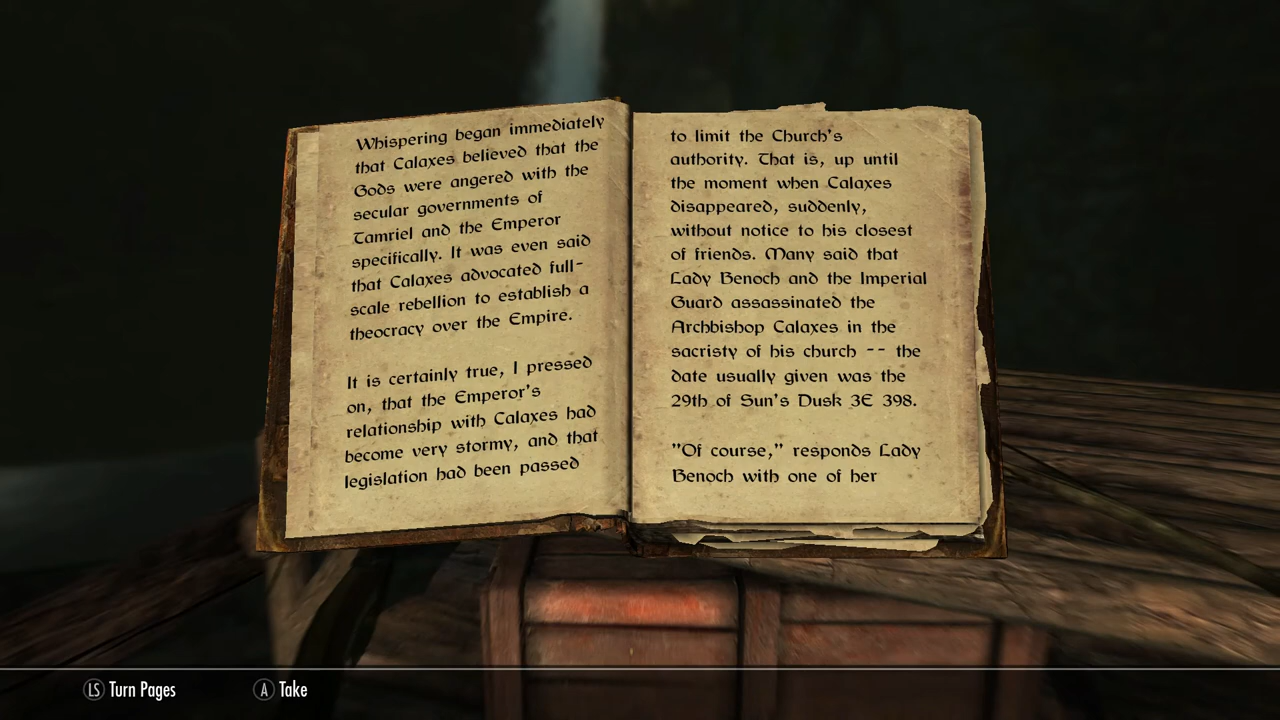 Whispering began immediately
that Calaxes believed that the
Gods were angered with the
secular governments of
Tamriel and the Emperor
specifically. It was even said
that Calaxes advocated full-
scale rebellion to establish a
theocracy over the Empire.
It is certainly true, I pressed
on, that the Emperor's
relationship with Calaxes had
become very stormy, and that
legislation had been passed
to limit the Church's
authority. That is, up until
the moment when Calaxes
disappeared, suddenly,
without notice to his closest
of friends. Many said that
Lady Benoch and the Imperial
Guard assassinated the
Archbishop Calaxes in the
sacristy of his church -- the
date usually given was the
29th of Sun's Dusk 3E 398.
"Of course," responds Lady
Benoch with one of her
LS Turn Pages
A Take